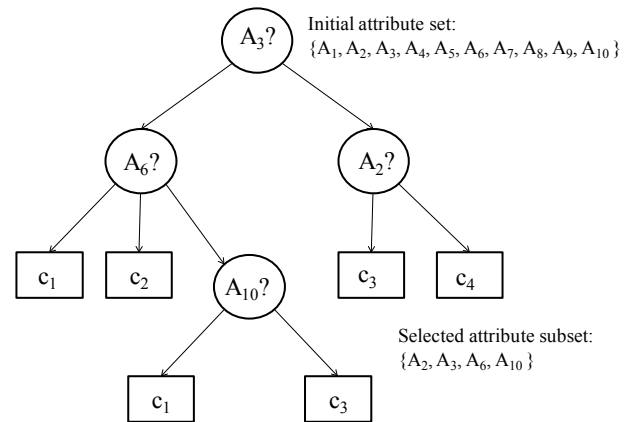 A₃?
Initial attribute set:
{A₁, A₂, A₃, A₄, A₅, A₆, A₇, A₈, A₉, A₁₀}
A₆?
A₂?
c₁
c₂
A₁₀?
c₃
c₄
Selected attribute subset:
{A₂, A₃, A₆, A₁₀}
c₁
c₃